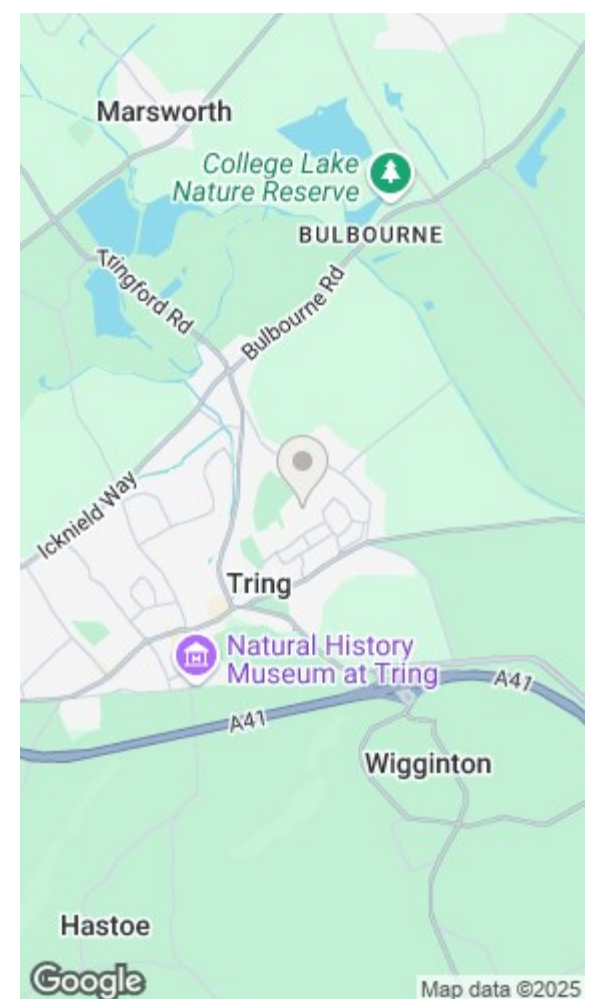 Marsworth
College Lake
Nature Reserve
BULBOURNE
Tringford Rd
Bulbourne Rd
Icknield Way
Tring
Natural History
Museum at Tring
A41
A41
Wigginton
Hastoe
Google
Map data ©2025